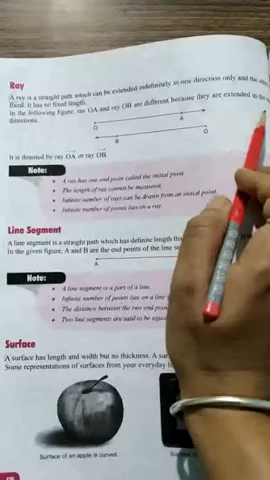 Ray
A ray is a straight path which can be extended indefinitely in one direction only and the other
fixed. It has no fixed length.
In the following figure, ray OA and ray OB are different because they are extended in
directions.
O A
B O
It is denoted by ray OA or ray OB.
Note:
• A ray has one end point called the initial point.
• The length of ray cannot be measured.
• Infinite number of rays can be drawn from an initial point.
• Infinite number of points lies on a ray.
Line Segment
A line segment is a straight path which has definite length
In the given figure, A and B are the end points of the line
A
Note:
• A line segment is a part of a line.
• Infinite number of points lie on a line
• The distance between the two end
• Two line segments are said to be
Surface
A surface has length and width but no thickness. A
Some representations of surfaces from your everyday
Surface of an apple is curved.